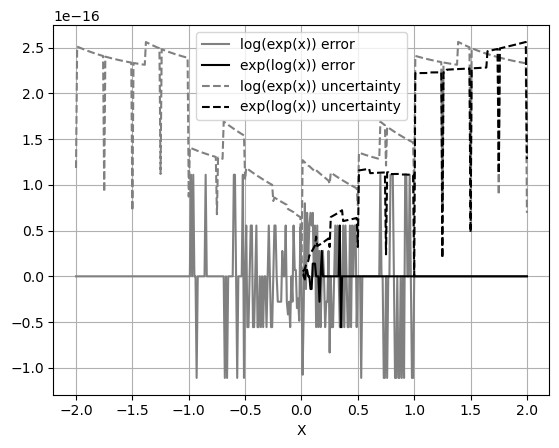 1e−16
log(exp(x)) error
exp(log(x)) error
log(exp(x)) uncertainty
exp(log(x)) uncertainty
2.5
2.0
1.5
1.0
0.5
0.0
−0.5
−1.0
−2.0 −1.5 −1.0 −0.5 0.0 0.5 1.0 1.5 2.0
X